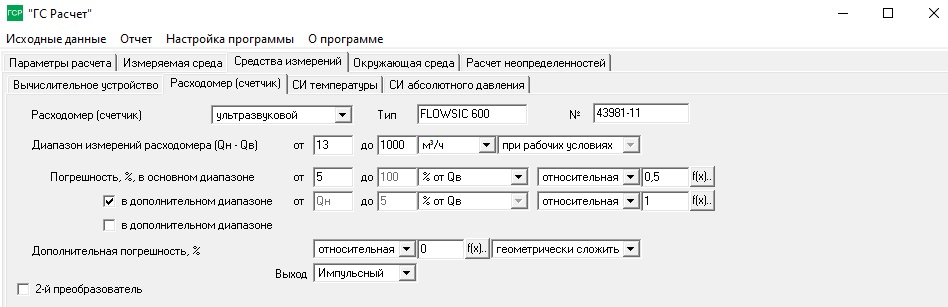 ГСР "ГС Расчет"
Исходные данные Отчет Настройка программы О программе
Параметры расчета Измеряемая среда Средства измерений Окружающая среда Расчет неопределенностей
Вычислительное устройство Расходомер (счетчик) СИ температуры СИ абсолютного давления
Расходомер (счетчик) ультразвуковой Тип FLOWSIC 600 № 43981-11
Диапазон измерений расходомера (Qн - Qв) от 13 до 1000 м³/ч при рабочих условиях
Погрешность, %, в основном диапазоне от 5 до 100 % от Qв относительная 0,5 f(x)..
в дополнительном диапазоне от Qн до 5 % от Qв относительная 1 f(x)..
в дополнительном диапазоне
Дополнительная погрешность, % относительная 0 f(x).. геометрически сложить
Выход Импульсный
2-й преобразователь